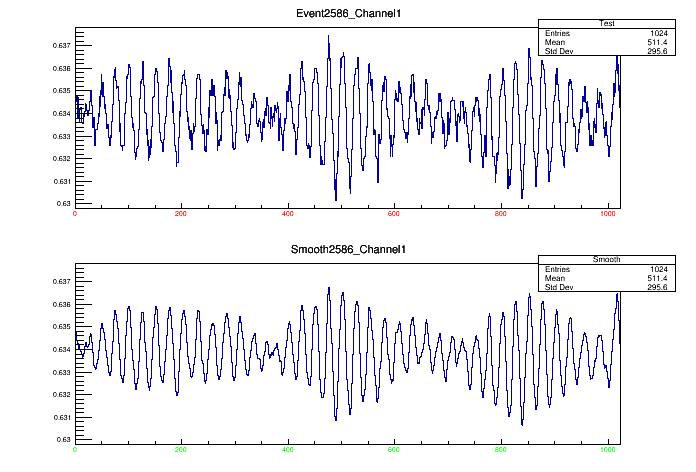 Event2586_Channel1
Test
Entries 1024
Mean 511.4
Std Dev 295.6
0.637
0.636
0.635
0.634
0.633
0.632
0.631
0.63
0 200 400 600 800 1000
Smooth2586_Channel1
Smooth
Entries 1024
Mean 511.4
Std Dev 295.6
0.637
0.636
0.635
0.634
0.633
0.632
0.631
0.63
0 200 400 600 800 1000